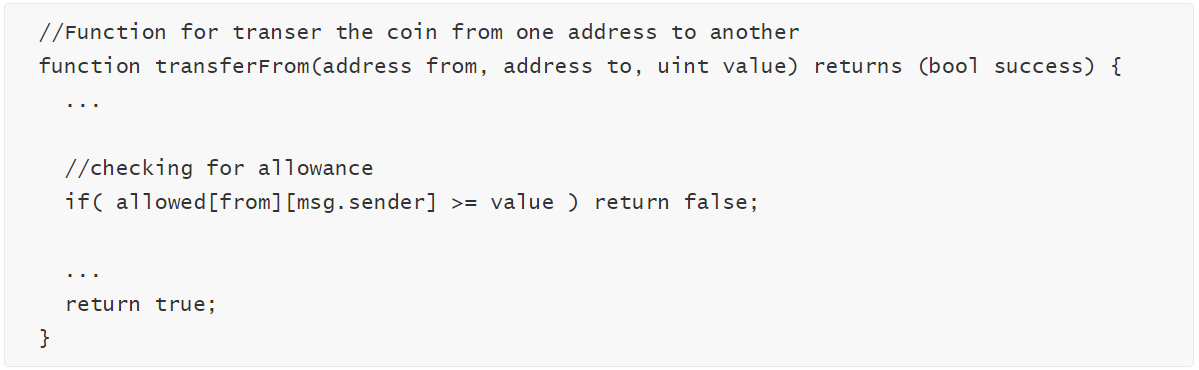 //Function for transer the coin from one address to another
function transferFrom(address from, address to, uint value) returns (bool success) {
...
//checking for allowance
if( allowed[from][msg.sender] >= value ) return false;
...
return true;
}